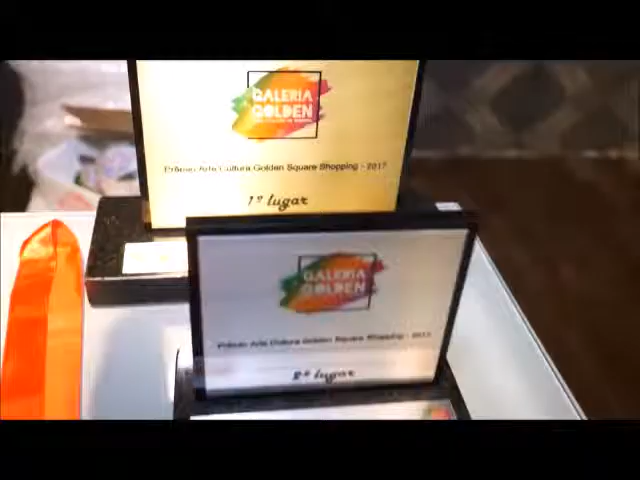 GALERIA
GOLDEN
Prêmio Arte Cultura Golden Square Shopping - 2017
1º lugar
GALERIA
GOLDEN
Prêmio Arte Cultura Golden Square Shopping - 2017
2º lugar